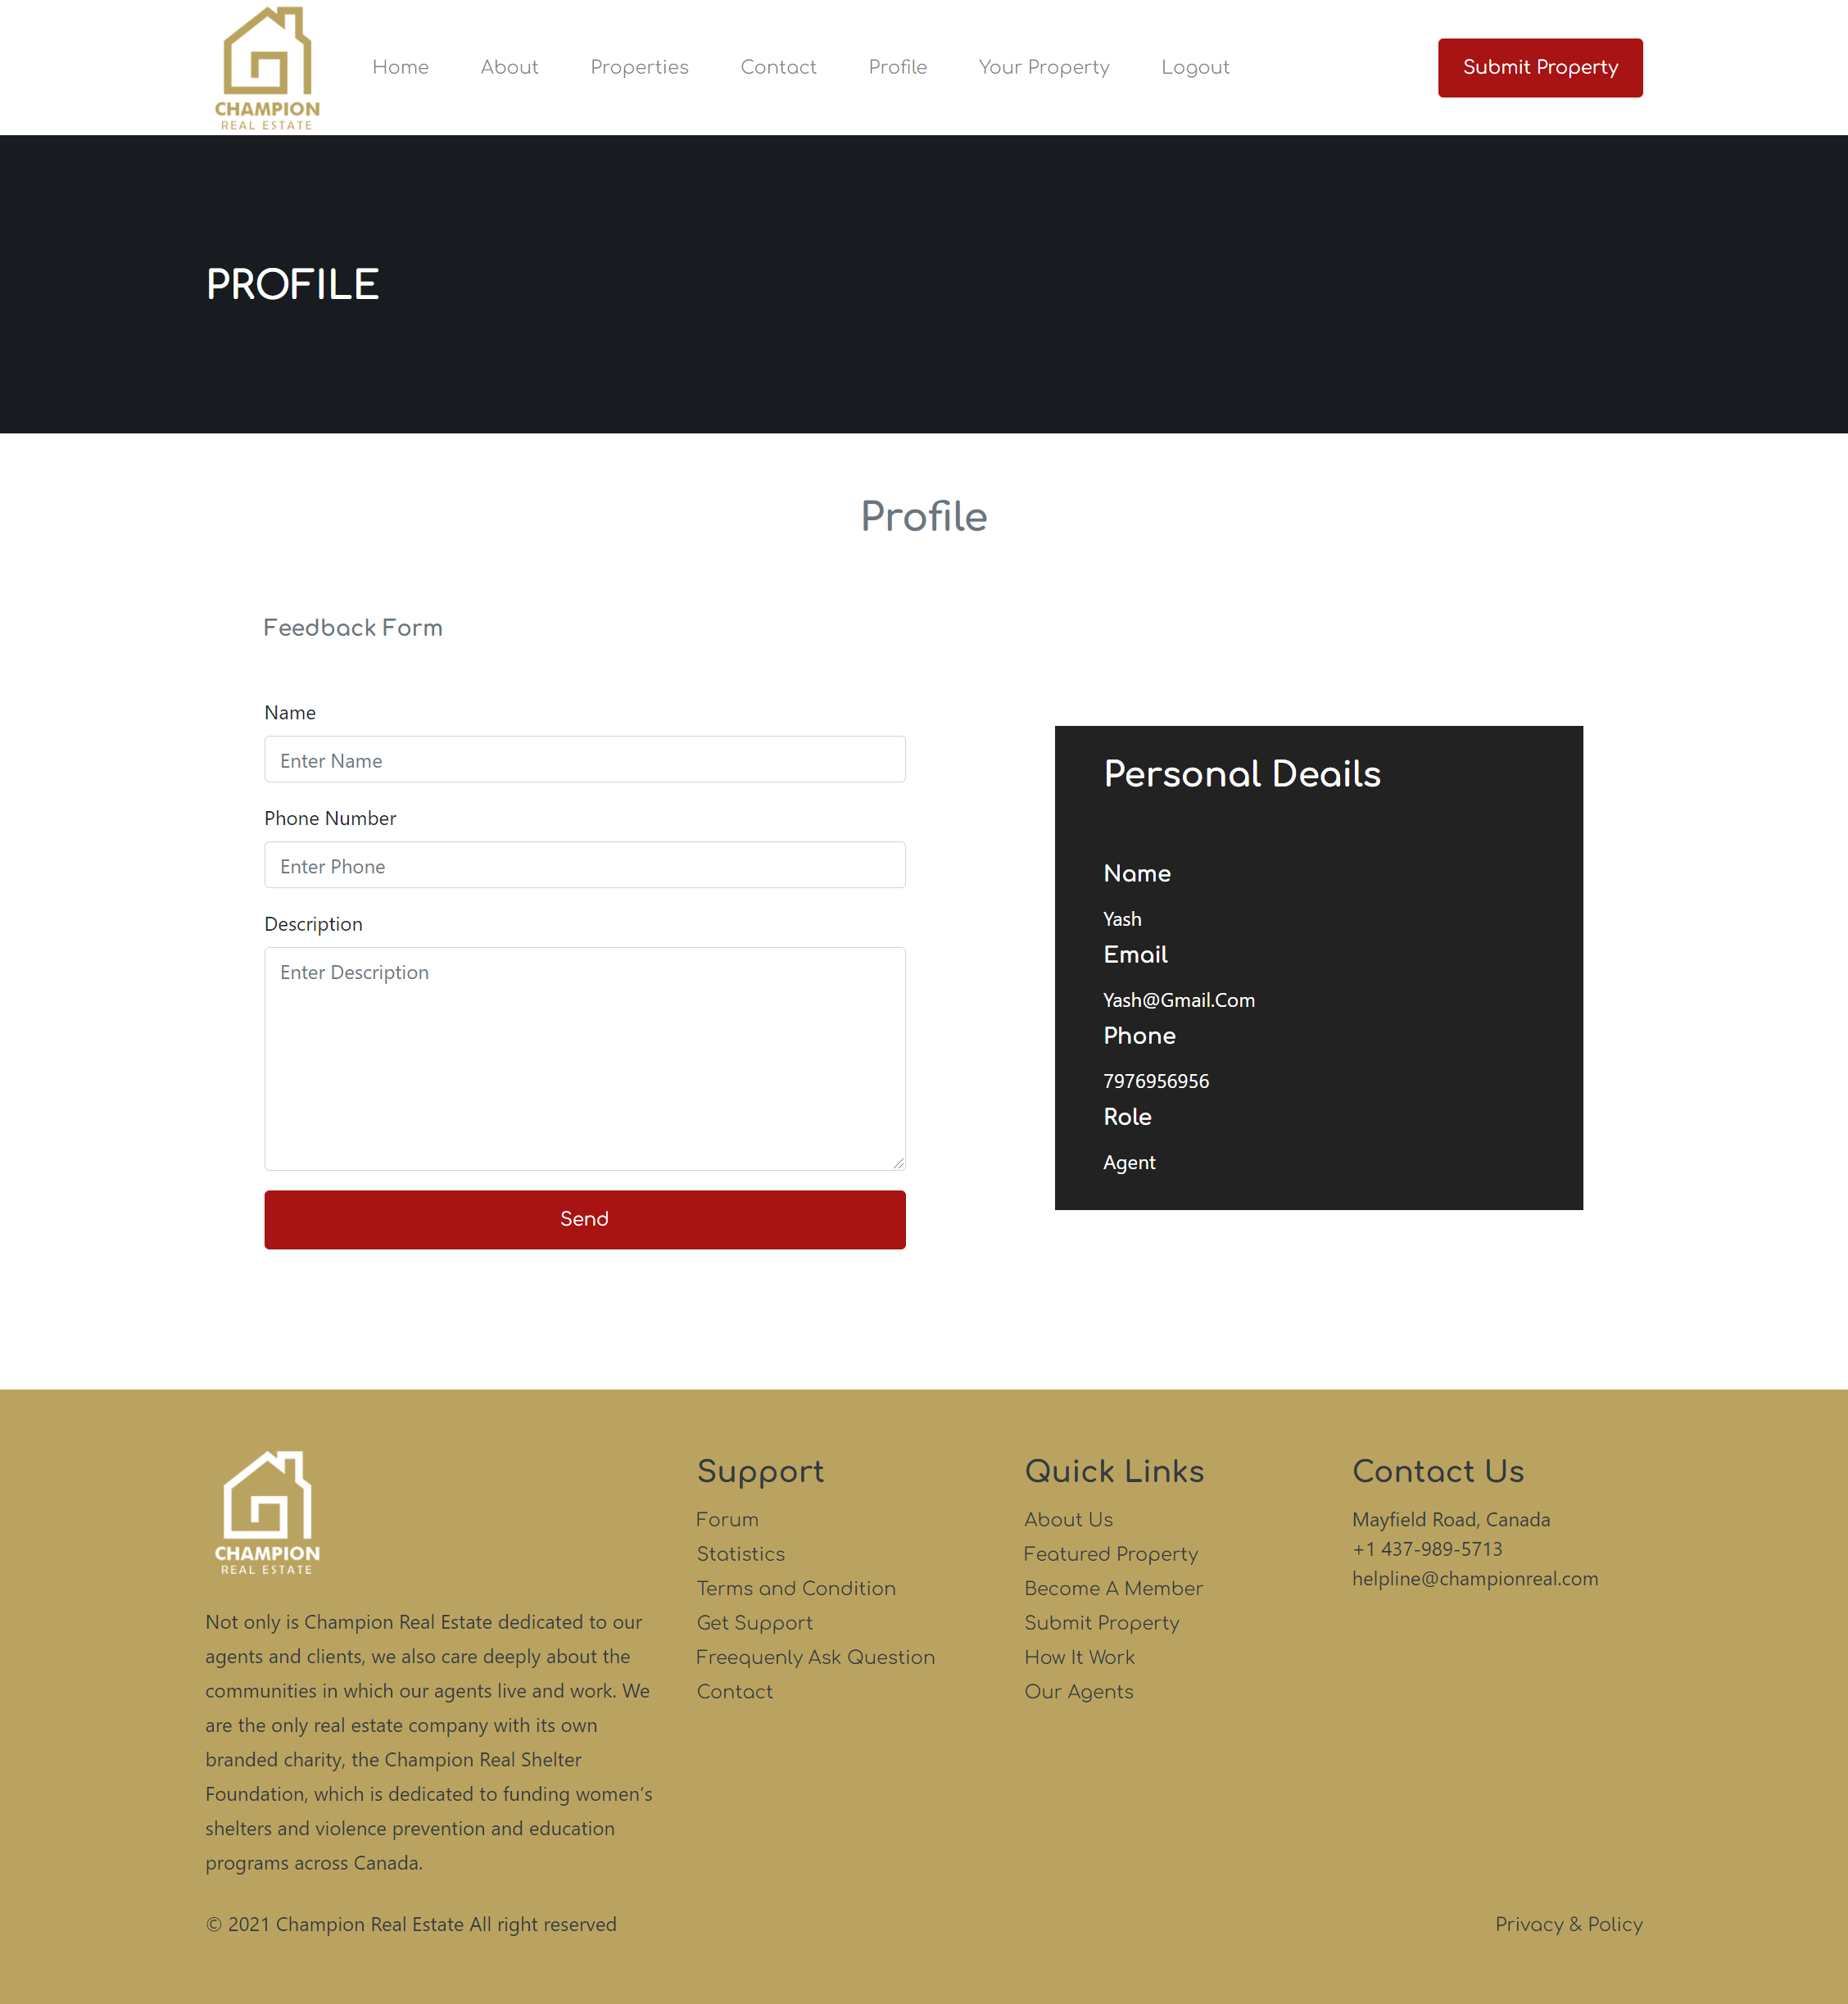 CHAMPION
REAL ESTATE
Home About Properties Contact Profile Your Property Logout Submit Property
PROFILE
Profile
Feedback Form
Name
Enter Name
Phone Number
Enter Phone
Description
Enter Description
Send
Personal Deails
Name
Yash
Email
Yash@Gmail.Com
Phone
7976956956
Role
Agent
CHAMPION
REAL ESTATE
Not only is Champion Real Estate dedicated to our
agents and clients, we also care deeply about the
communities in which our agents live and work. We
are the only real estate company with its own
branded charity, the Champion Real Shelter
Foundation, which is dedicated to funding women’s
shelters and violence prevention and education
programs across Canada.
Support
Forum
Statistics
Terms and Condition
Get Support
Freequenly Ask Question
Contact
Quick Links
About Us
Featured Property
Become A Member
Submit Property
How It Work
Our Agents
Contact Us
Mayfield Road, Canada
+1 437-989-5713
helpline@championreal.com
© 2021 Champion Real Estate All right reserved
Privacy & Policy